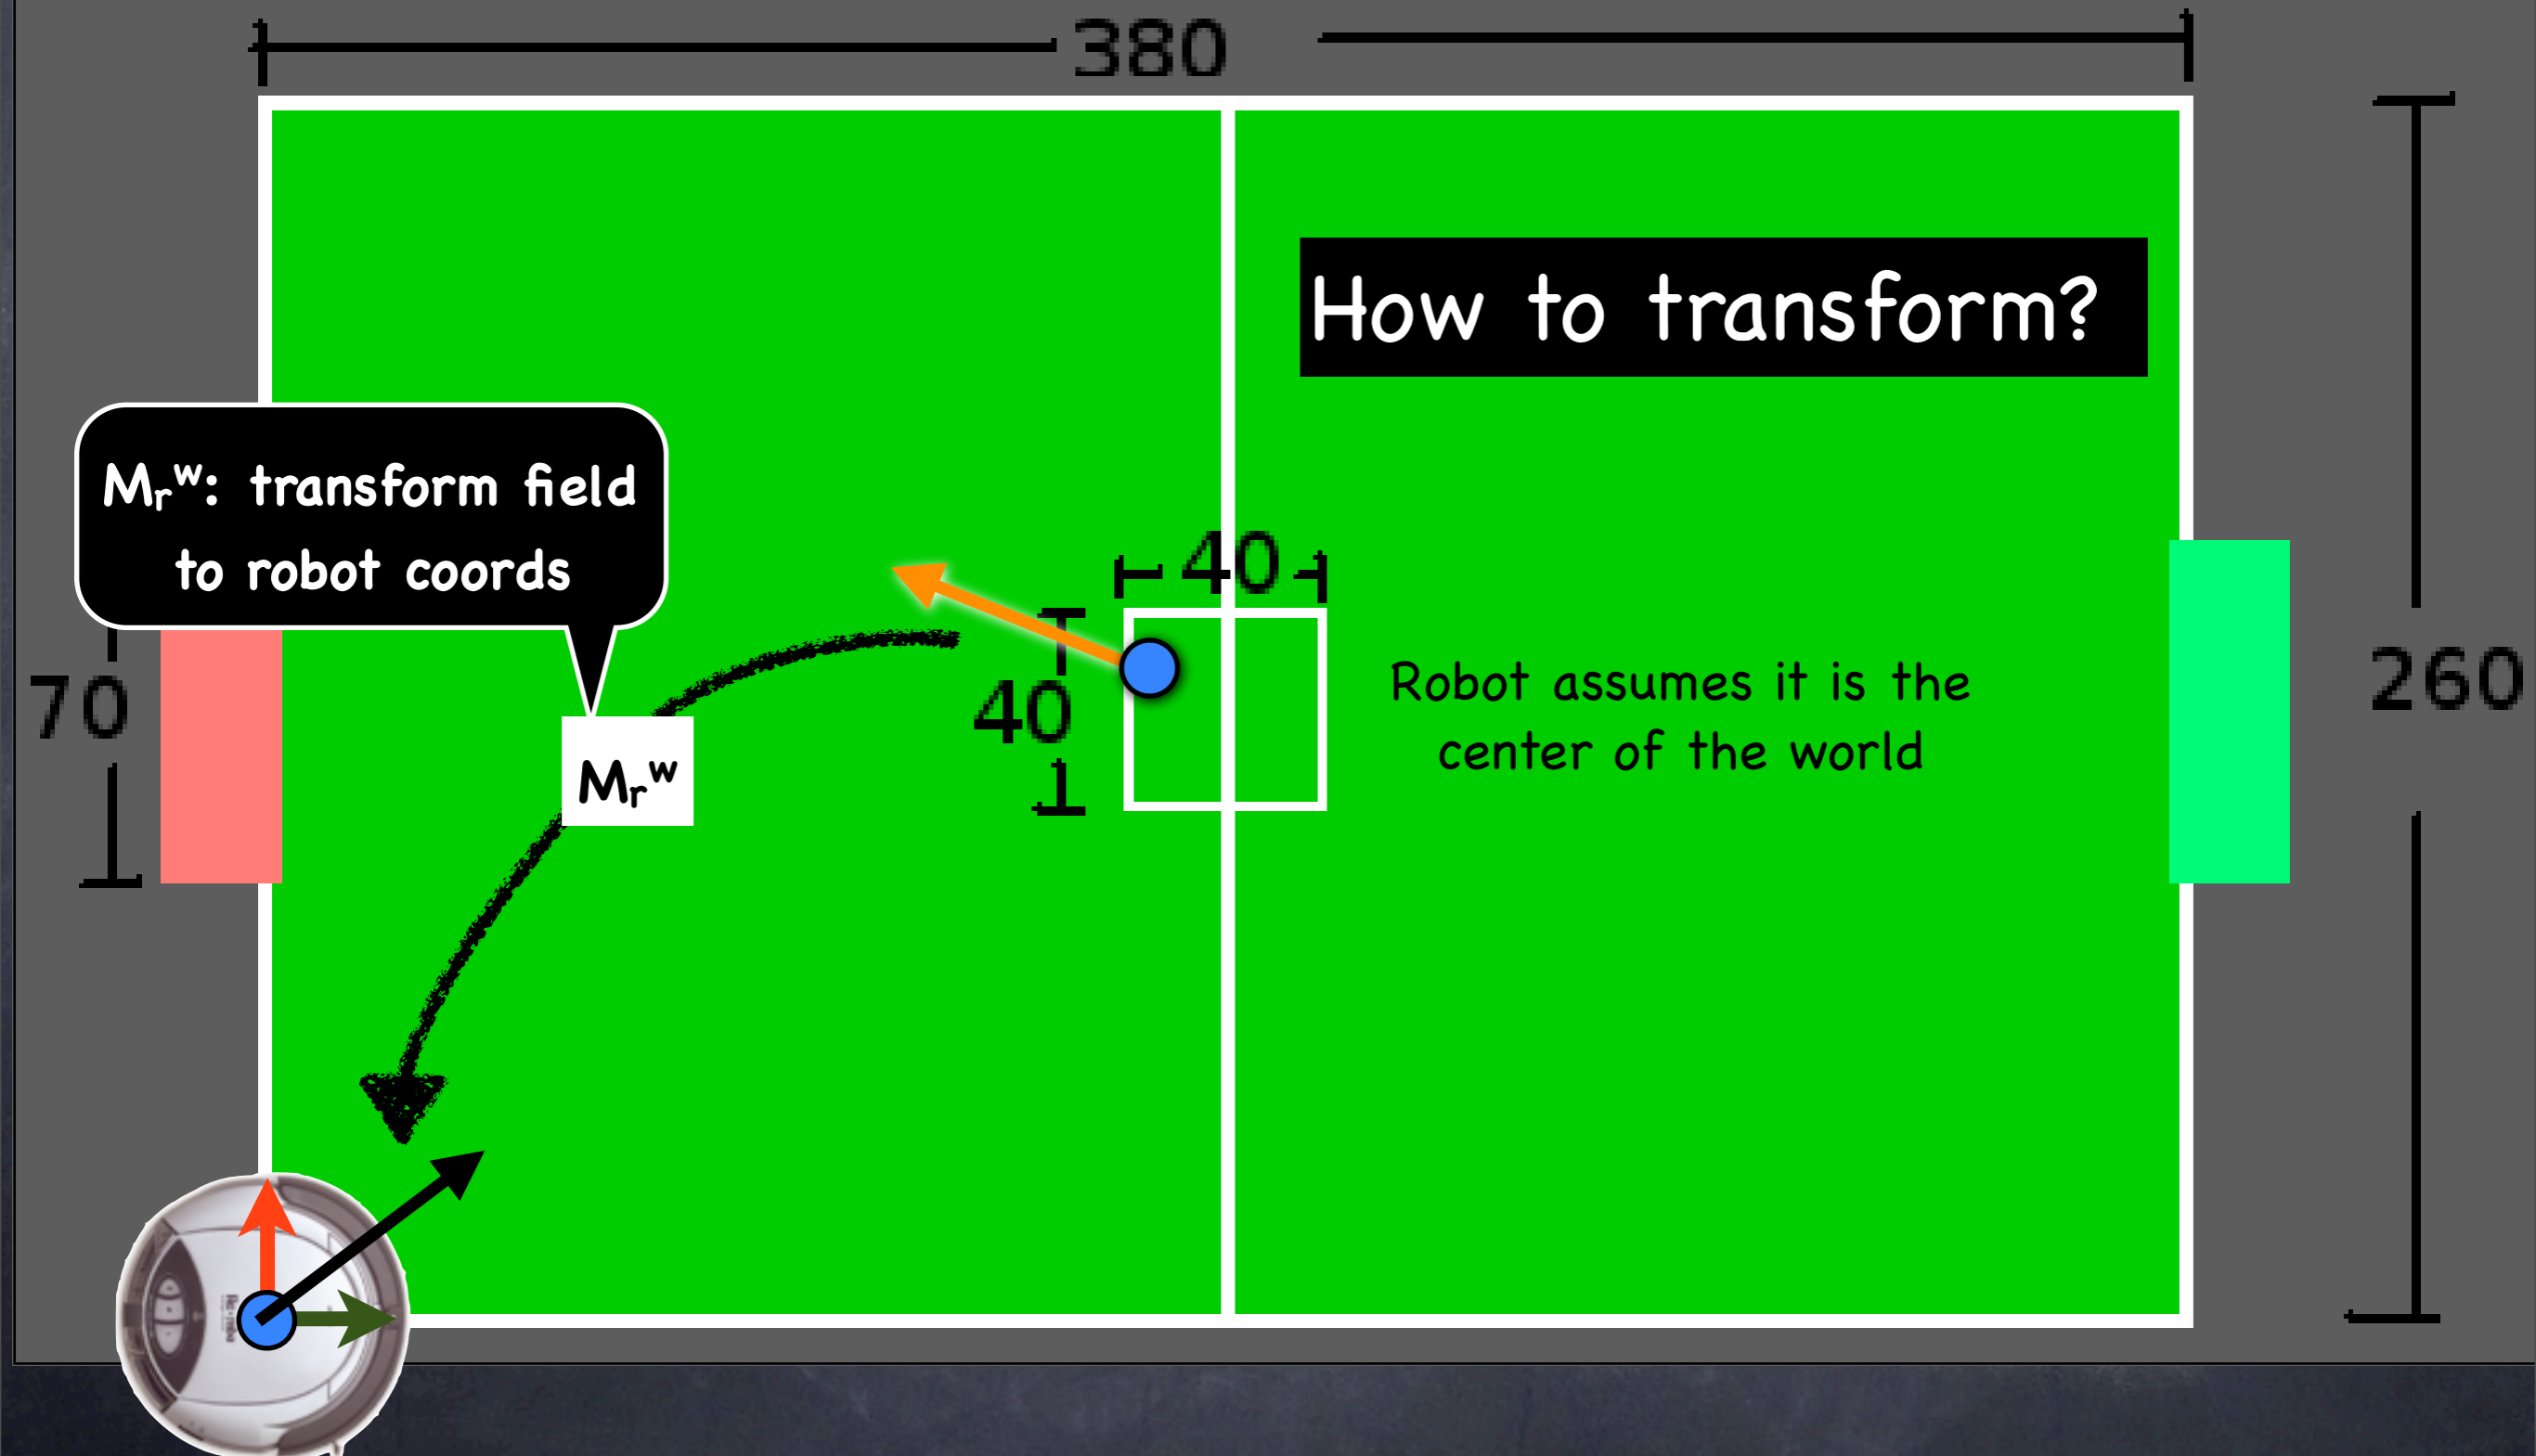 380
How to transform?
Mrʷ: transform field
to robot coords
40
70
40
Robot assumes it is the
center of the world
260
Mrʷ